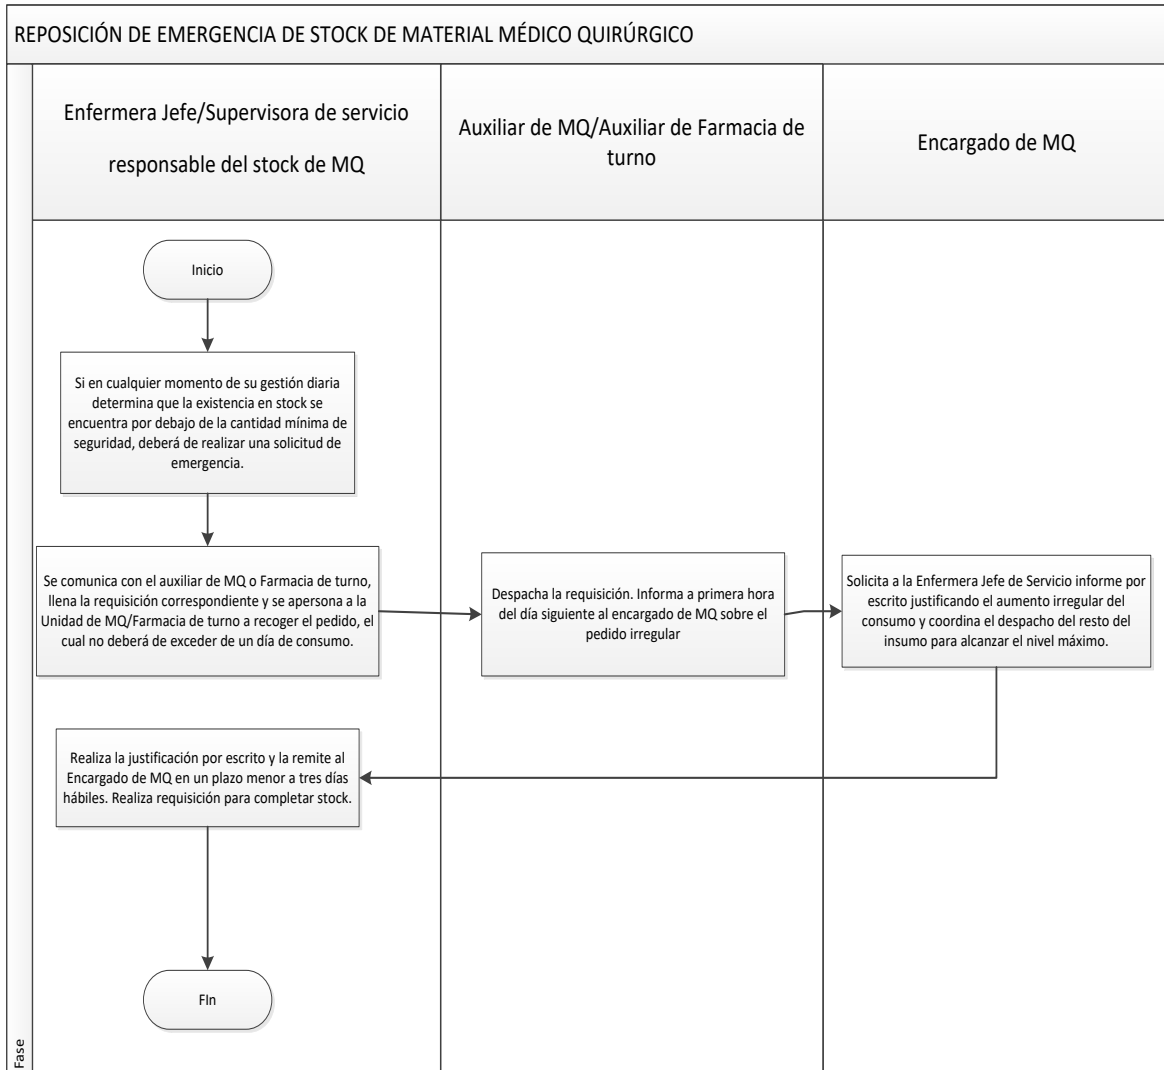 REPOSICIÓN DE EMERGENCIA DE STOCK DE MATERIAL MÉDICO QUIRÚRGICO
Enfermera Jefe/Supervisora de servicio
responsable del stock de MQ
Auxiliar de MQ/Auxiliar de Farmacia de
turno
Encargado de MQ
Inicio
Si en cualquier momento de su gestión diaria
determina que la existencia en stock se
encuentra por debajo de la cantidad mínima de
seguridad, deberá de realizar una solicitud de
emergencia.
Se comunica con el auxiliar de MQ o Farmacia de turno,
llena la requisición correspondiente y se apersona a la
Unidad de MQ/Farmacia de turno a recoger el pedido, el
cual no deberá de exceder de un día de consumo.
Despacha la requisición. Informa a primera hora
del día siguiente al encargado de MQ sobre el
pedido irregular
Solicita a la Enfermera Jefe de Servicio informe por
escrito justificando el aumento irregular del
consumo y coordina el despacho del resto del
insumo para alcanzar el nivel máximo.
Realiza la justificación por escrito y la remite al
Encargado de MQ en un plazo menor a tres días
hábiles. Realiza requisición para completar stock.
FIn
Fase